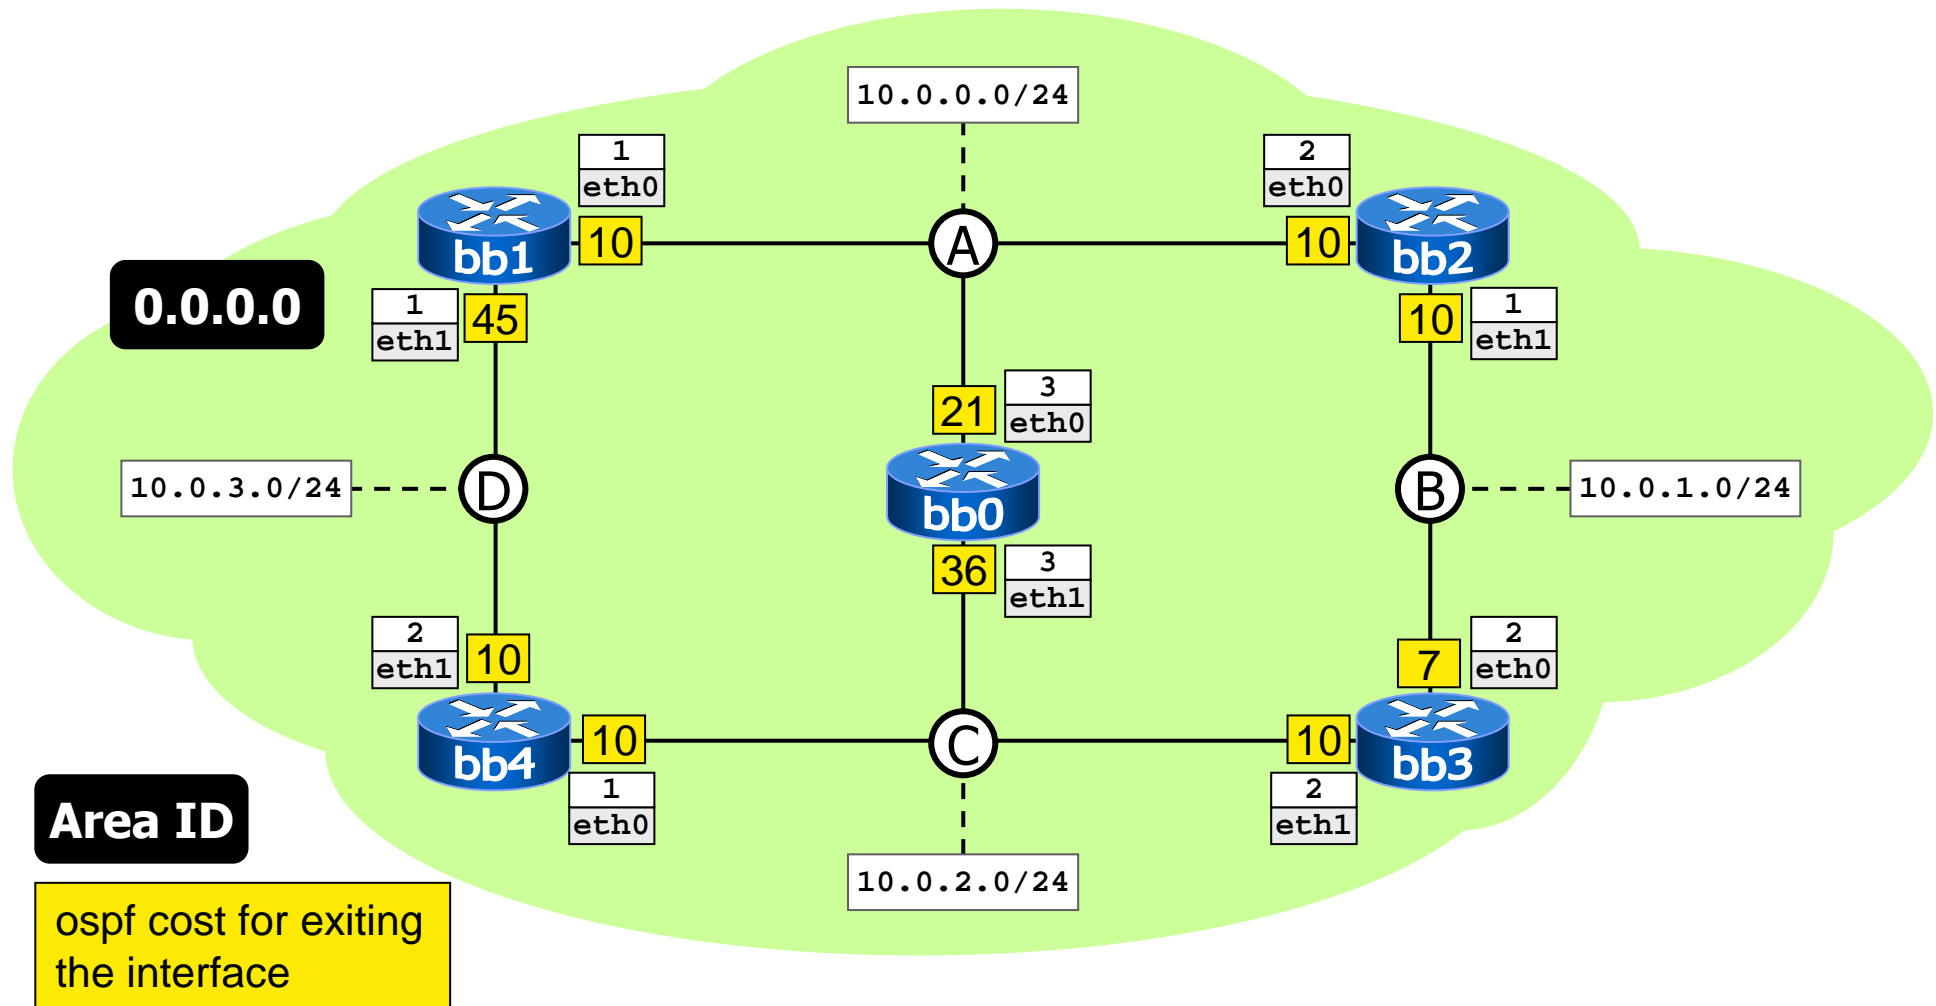 10.0.0.0/24
1
eth0
2
eth0
bb1
10
A
10
bb2
0.0.0.0
1
eth1
45
10
1
eth1
21
3
eth0
10.0.3.0/24
D
bb0
B
10.0.1.0/24
36
3
eth1
2
eth1
10
7
2
eth0
bb4
10
C
10
bb3
1
eth0
2
eth1
Area ID
10.0.2.0/24
ospf cost for exiting
the interface